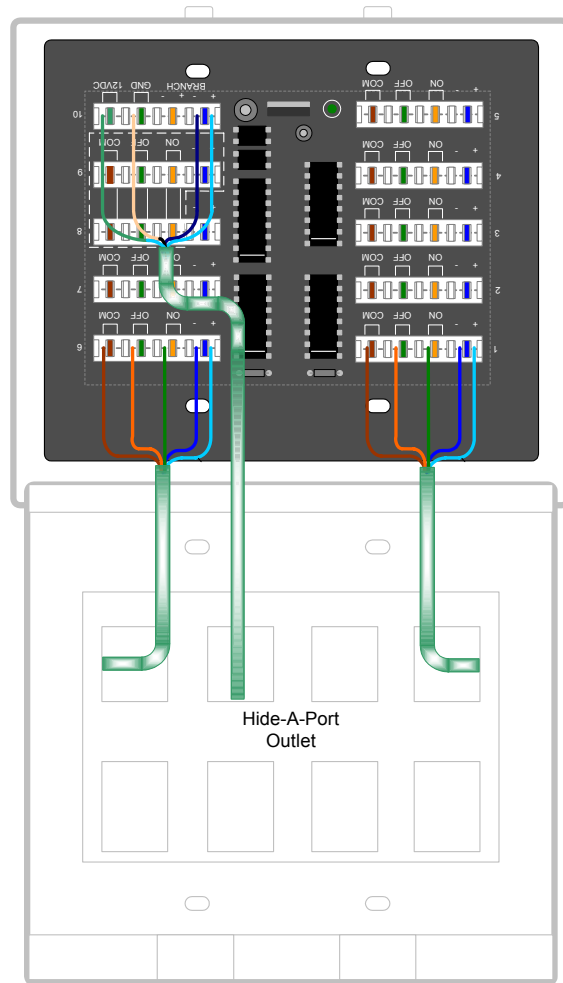 12VDC GND - + BRANCH - +
10
COM OFF ON - +
5
COM OFF ON -
9
COM OFF ON - +
4
- +
8
COM OFF ON - +
3
COM OFF ON - +
7
COM OFF ON - +
2
COM OFF ON - +
6
COM OFF ON - +
1
Hide-A-Port
Outlet